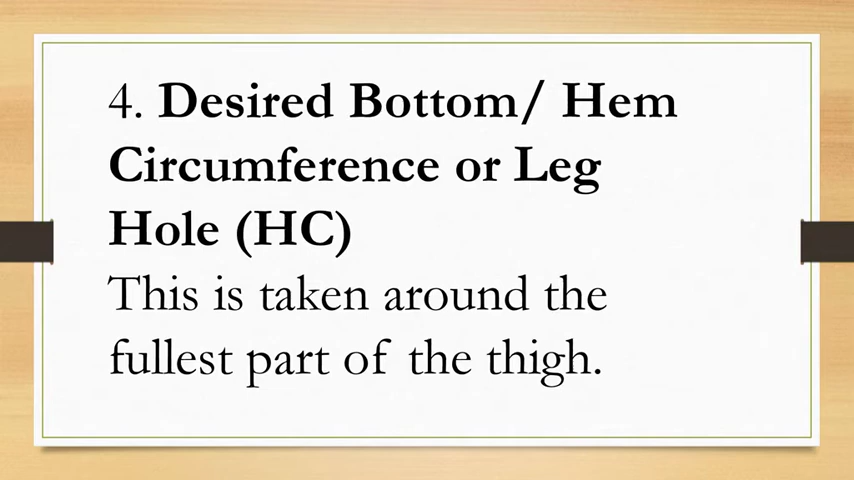 4. Desired Bottom/ Hem
Circumference or Leg
Hole (HC)
This is taken around the
fullest part of the thigh.